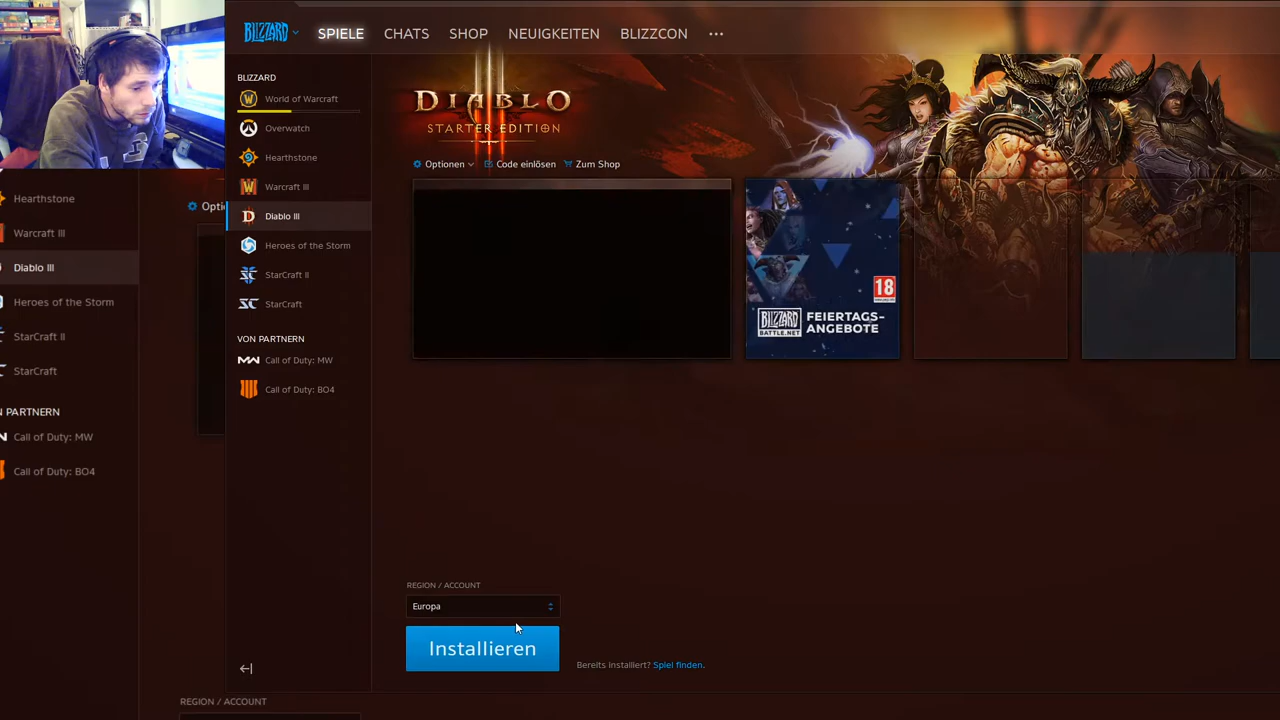 BLIZZARD
SPIELE
CHATS
SHOP
NEUIGKEITEN
BLIZZCON
BLIZZARD
World of Warcraft
Overwatch
Hearthstone
Warcraft III
Diablo III
Heroes of the Storm
StarCraft II
StarCraft
VON PARTNERN
Call of Duty: MW
Call of Duty: BO4
DIABLO
III
STARTER EDITION
Optionen
Code einlösen
Zum Shop
18
BLIZZARD
BATTLE.NET
FEIERTAGS-
ANGEBOTE
REGION / ACCOUNT
Europa
Installieren
Bereits installiert? Spiel finden.
Hearthstone
Warcraft III
Diablo III
Heroes of the Storm
StarCraft II
StarCraft
N PARTNERN
Call of Duty: MW
Call of Duty: BO4
Opti
REGION / ACCOUNT